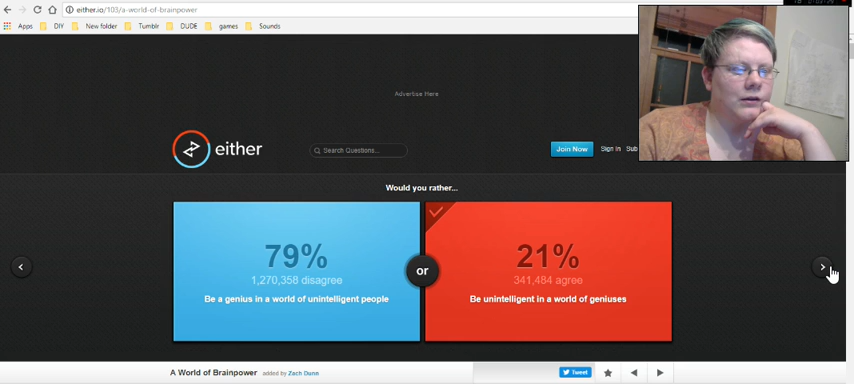 either.io/103/a-world-of-brainpower
Apps DIY New folder Tumblr DUDE games Sounds
Advertise Here
either Search Questions... Join Now Sign In Sub
Would you rather...
79% or 21%
1,270,358 disagree 341,484 agree
Be a genius in a world of unintelligent people Be unintelligent in a world of geniuses
A World of Brainpower added by Zach Dunn Tweet